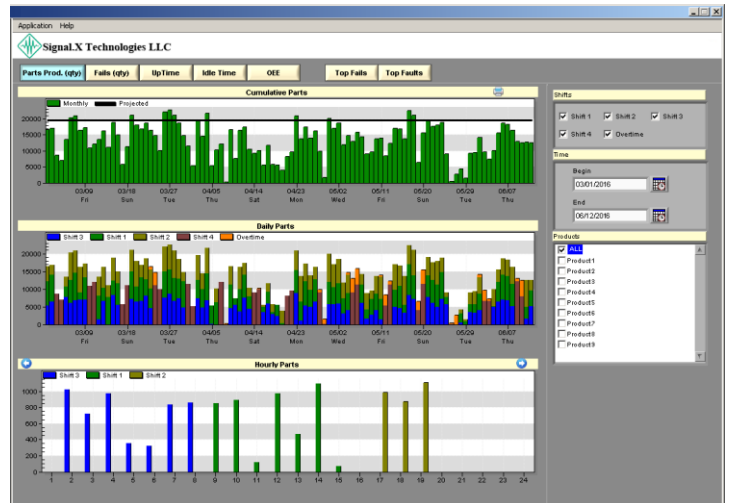 Application Help
SignalX Technologies LLC
Parts Prod. (qty) Fails (qty) UpTime Idle Time OEE Top Fails Top Faults
Cumulative Parts
Monthly Projected
20000
15000
10000
5000
0
03/09 03/18 03/27 04/05 04/14 04/23 05/02 05/11 05/20 05/29 06/07
Fri Sun Tue Thu Sat Mon Wed Fri Sun Tue Thu
Daily Parts
Shift 3 Shift 1 Shift 2 Shift 4 Overtime
20000
15000
10000
5000
0
03/09 03/18 03/27 04/05 04/14 04/23 05/02 05/11 05/20 05/29 06/07
Fri Sun Tue Thu Sat Mon Wed Fri Sun Tue Thu
Hourly Parts
Shift 3 Shift 1 Shift 2
1000
800
600
400
200
0
1 2 3 4 5 6 7 8 9 10 11 12 13 14 15 16 17 18 19 20 21 22 23 24
Shifts
Shift 1 Shift 2 Shift 3
Shift 4 Overtime
Time
Begin
03/01/2016
End
06/12/2016
Products
ALL
Product1
Product2
Product3
Product4
Product5
Product6
Product7
Product8
Product9